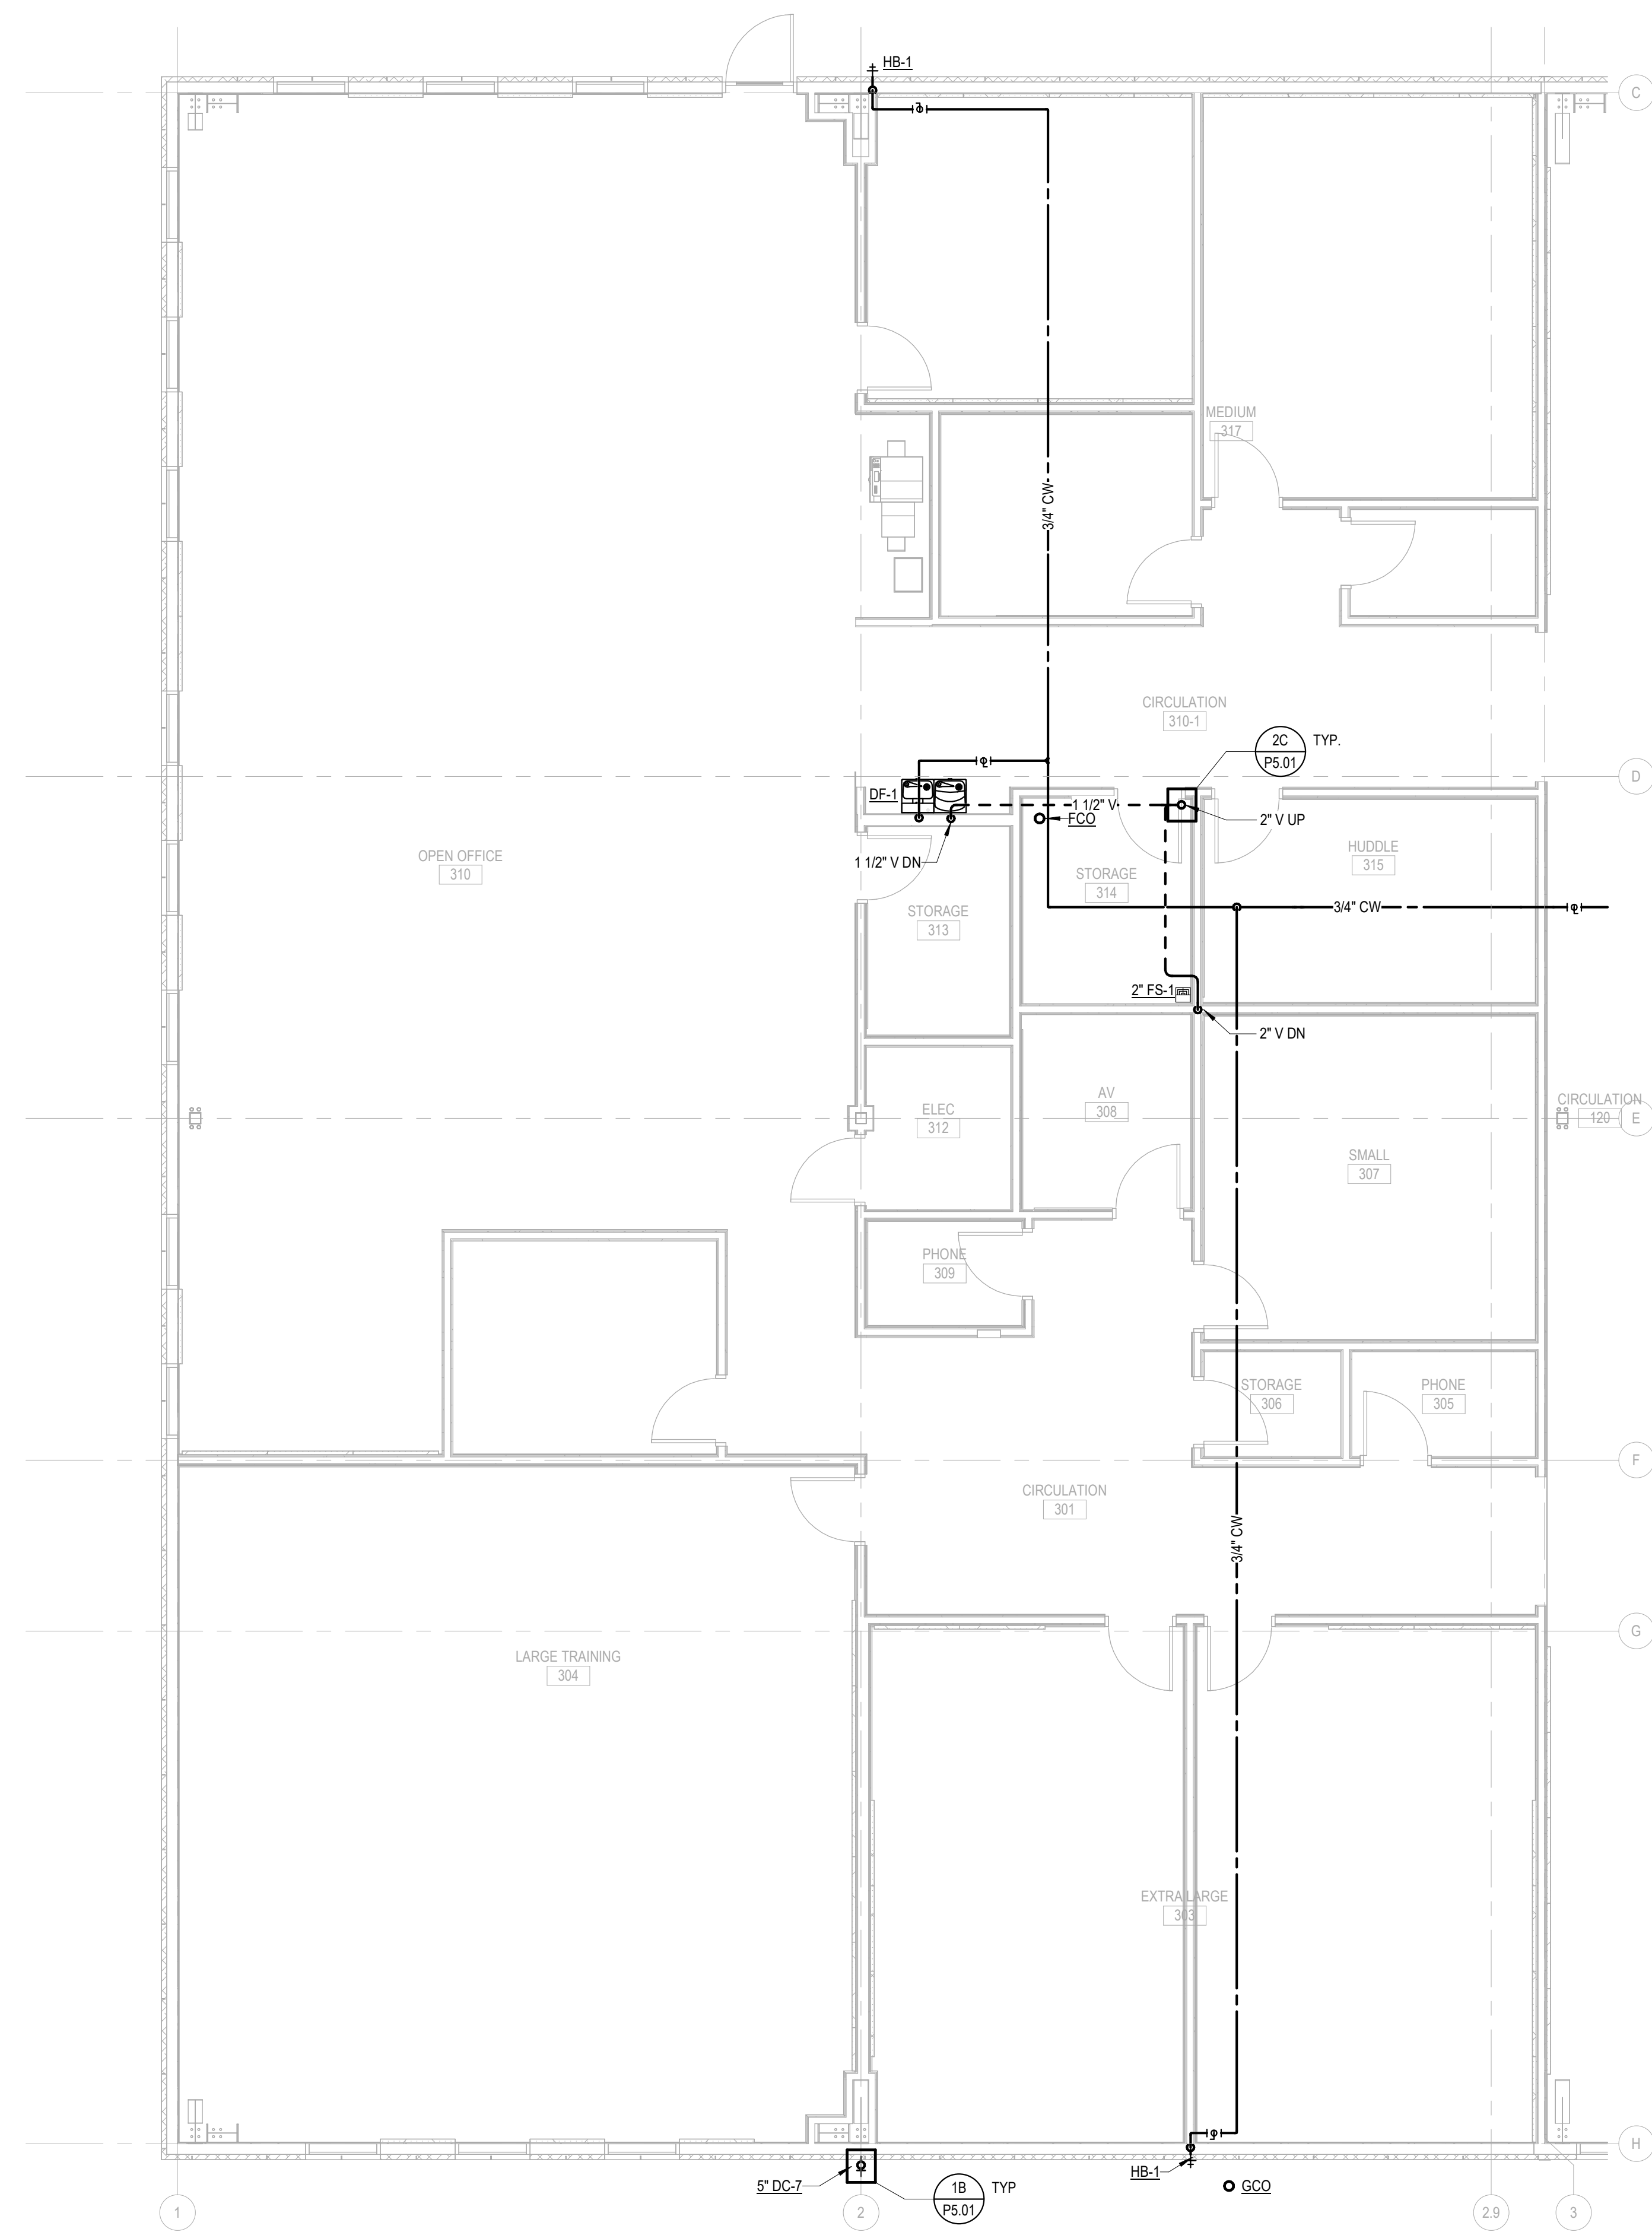 HB-1
C
3/4" CW
MEDIUM
317
CIRCULATION
310-1
2C
P5.01
TYP.
D
DF-1
1 1/2" V
FCO
2" V UP
1 1/2" V DN
OPEN OFFICE
310
HUDDLE
315
STORAGE
314
STORAGE
313
3/4" CW
2" FS-1
2" V DN
AV
308
ELEC
312
CIRCULATION
120
E
SMALL
307
PHONE
309
STORAGE
306
PHONE
305
F
CIRCULATION
301
3/4" CW
G
LARGE TRAINING
304
EXTRA LARGE
303
H
HB-1
5" DC-7
1B
P5.01
TYP
GCO
1
2
2.9
3